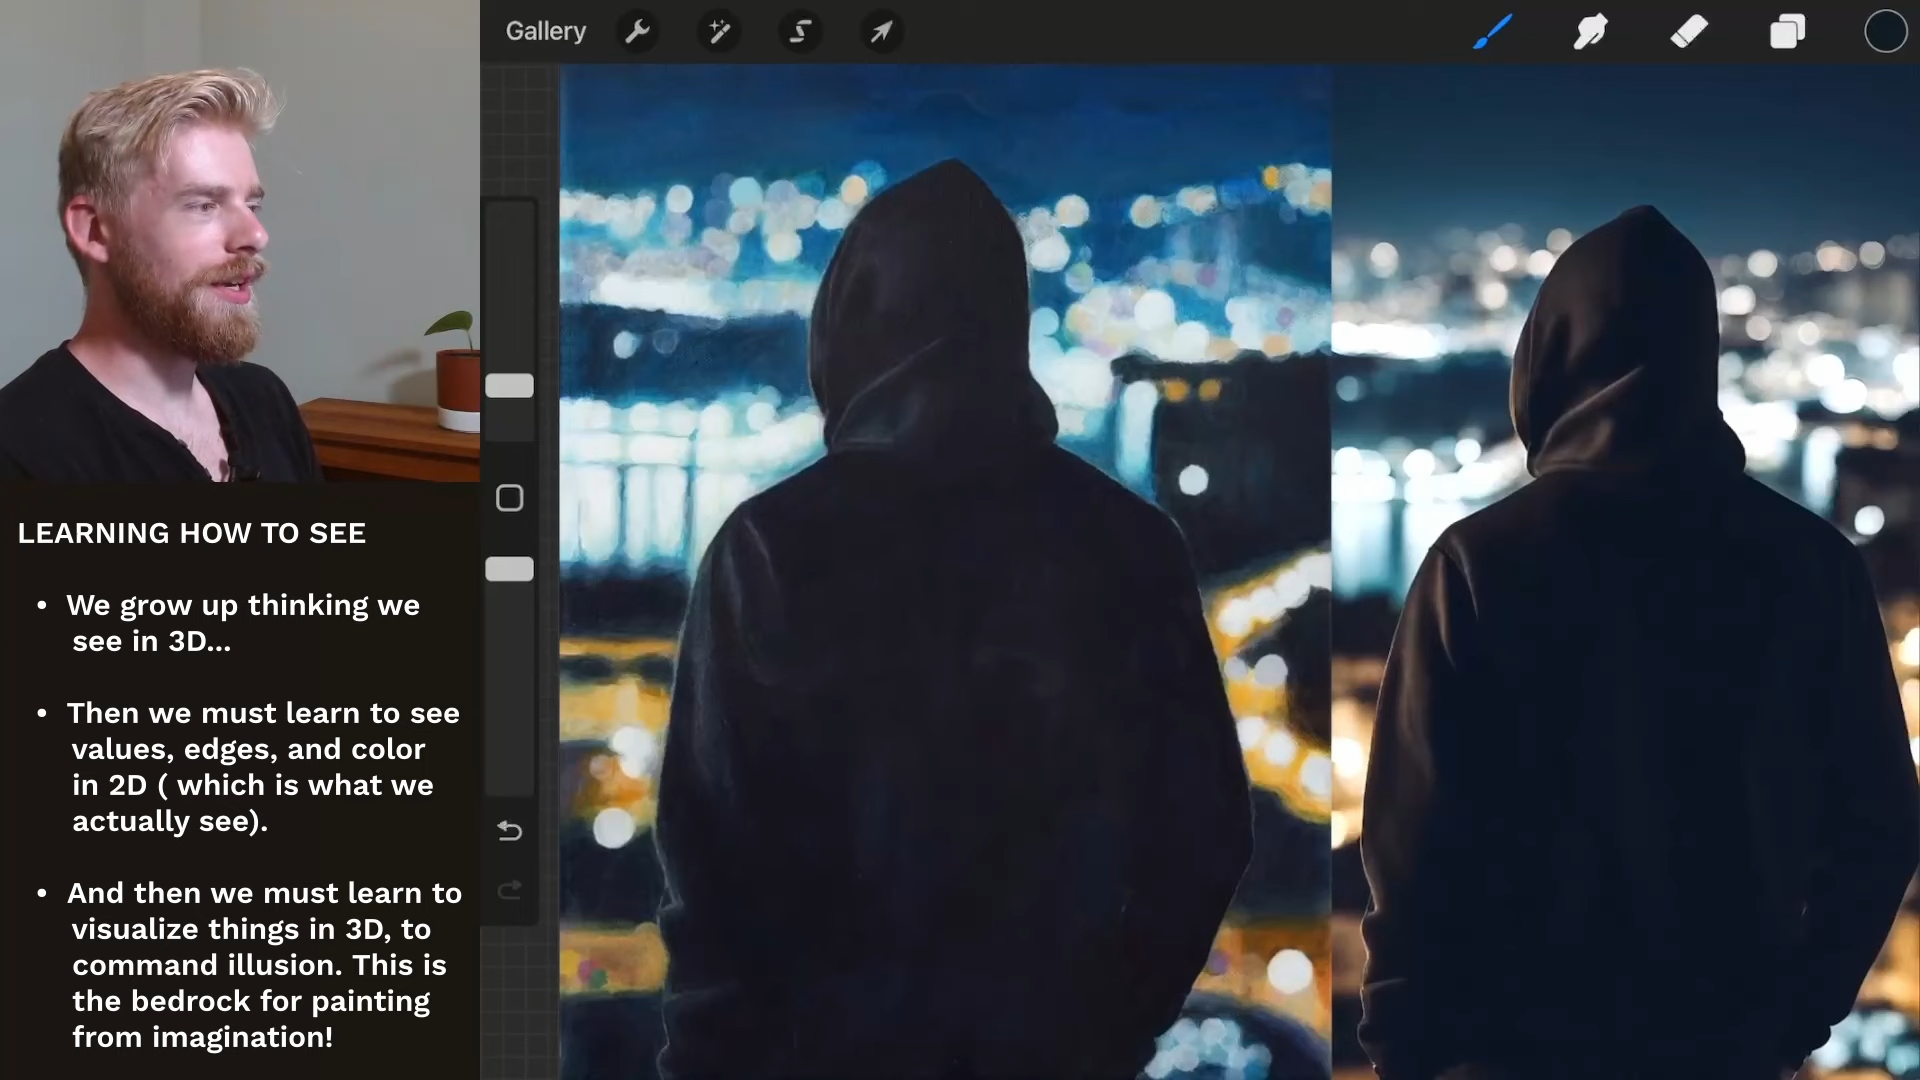 Gallery
LEARNING HOW TO SEE
• We grow up thinking we
see in 3D...
• Then we must learn to see
values, edges, and color
in 2D ( which is what we
actually see).
• And then we must learn to
visualize things in 3D, to
command illusion. This is
the bedrock for painting
from imagination!